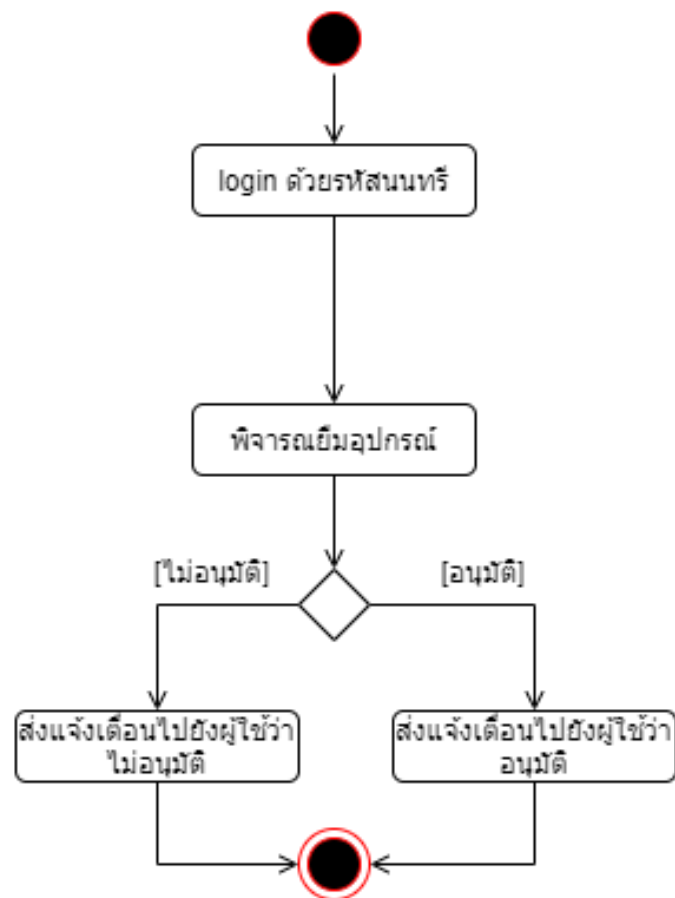 login ด้วยรหัสนนทรี
พิจารณยืมอุปกรณ์
[ไม่อนุมัติ]
[อนุมัติ]
ส่งแจ้งเตือนไปยังผู้ใช้ว่า
ไม่อนุมัติ
ส่งแจ้งเตือนไปยังผู้ใช้ว่า
อนุมัติ